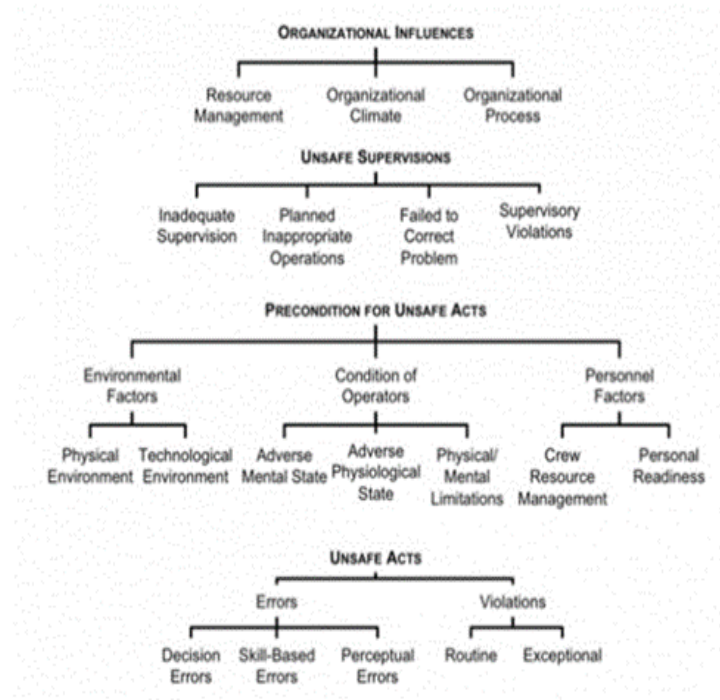 ORGANIZATIONAL INFLUENCES
Resource Management
Organizational Climate
Organizational Process
UNSAFE SUPERVISIONS
Inadequate Supervision
Planned Inappropriate Operations
Failed to Correct Problem
Supervisory Violations
PRECONDITION FOR UNSAFE ACTS
Environmental Factors
Condition of Operators
Personnel Factors
Physical Environment
Technological Environment
Adverse Mental State
Adverse Physiological State
Physical/ Mental Limitations
Crew Resource Management
Personal Readiness
UNSAFE ACTS
Errors
Violations
Decision Errors
Skill-Based Errors
Perceptual Errors
Routine
Exceptional